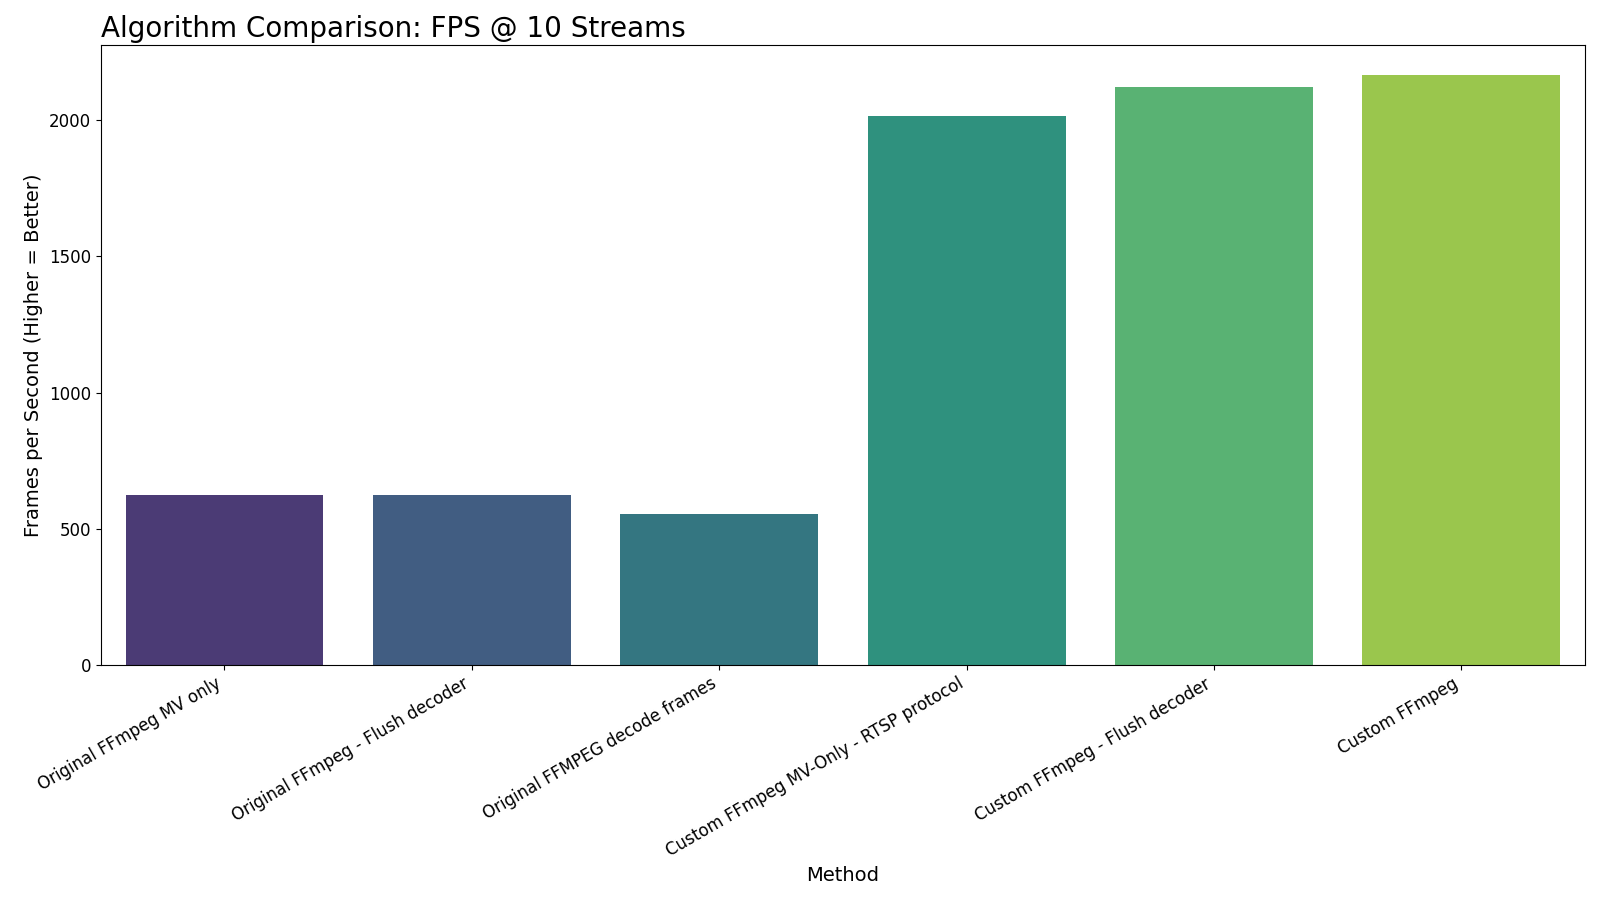 Algorithm Comparison: FPS @ 10 Streams
Frames per Second (Higher = Better)
2000
1500
1000
500
0
Original FFmpeg MV only
Original FFmpeg - Flush decoder
Original FFMPEG decode frames
Custom FFmpeg MV-Only - RTSP protocol
Custom FFmpeg - Flush decoder
Custom FFmpeg
Method